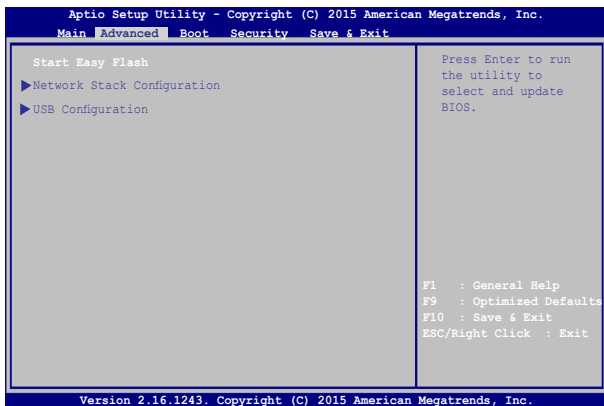 Aptio Setup Utility - Copyright (C) 2015 American Megatrends, Inc.
Main Advanced Boot Security Save & Exit
Start Easy Flash
Network Stack Configuration
USB Configuration
Press Enter to run
the utility to
select and update
BIOS.
F1 : General Help
F9 : Optimized Defaults
F10 : Save & Exit
ESC/Right Click : Exit
Version 2.16.1243. Copyright (C) 2015 American Megatrends, Inc.